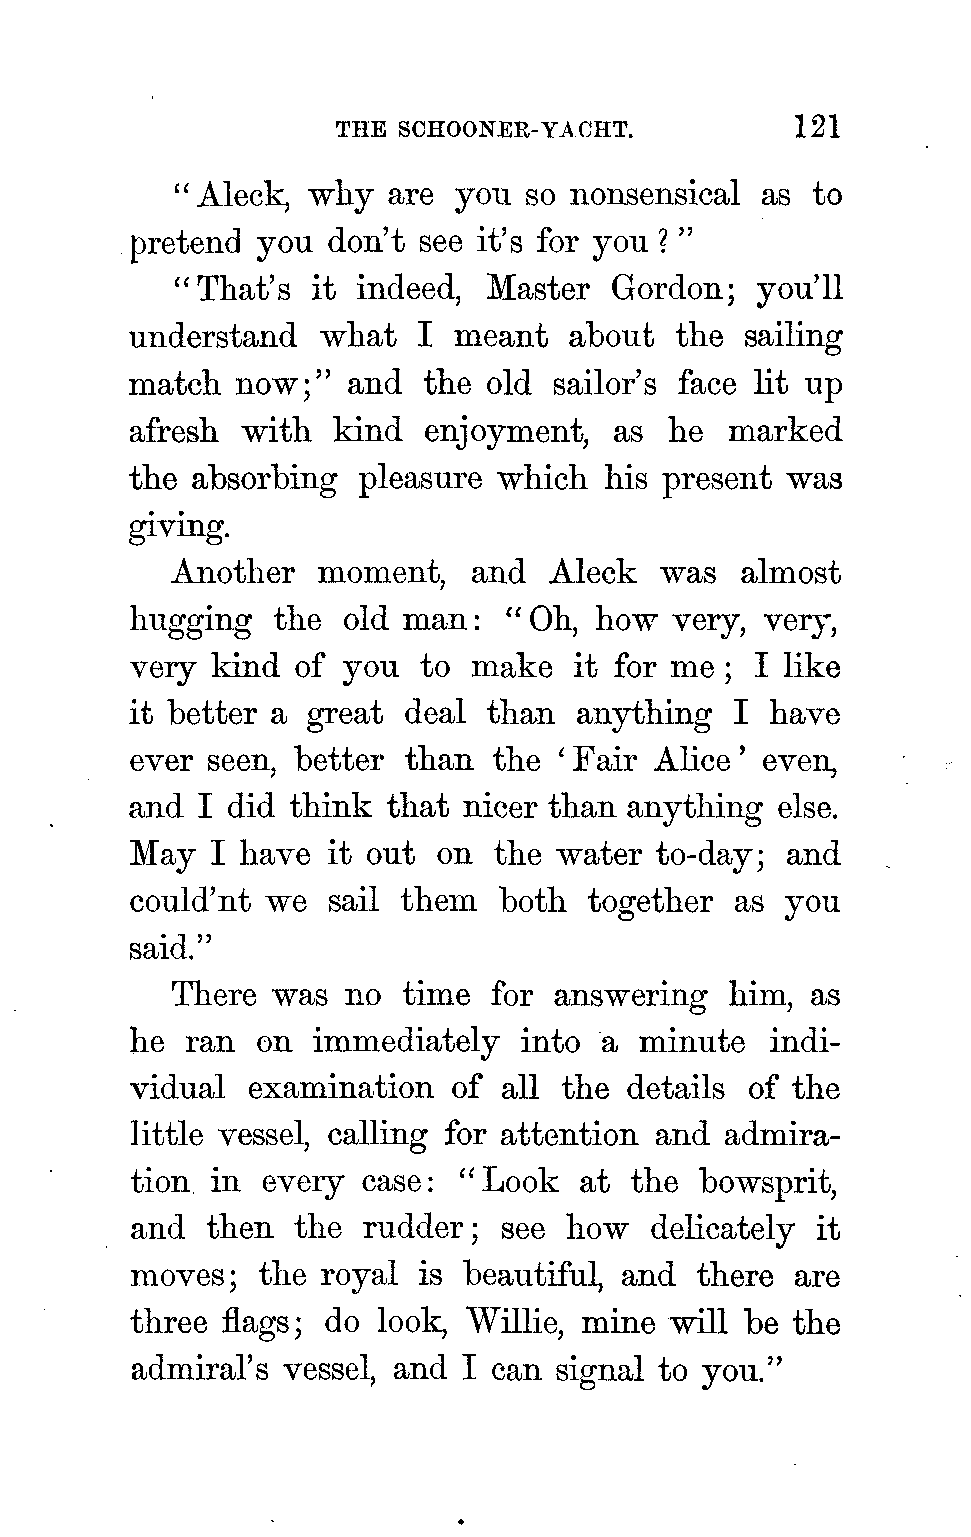 THE SCHOONER-YACHT. 121
“Aleck, why are you so nonsensical as to
pretend you don’t see it’s for you?”
“That’s it indeed, Master Gordon; you’ll
understand what I meant about the sailing
match now;” and the old sailor’s face lit up
afresh with kind enjoyment, as he marked
the absorbing pleasure which his present was
giving.
Another moment, and Aleck was almost
hugging the old man: “Oh, how very, very,
very kind of you to make it for me; I like
it better a great deal than anything I have
ever seen, better than the ‘Fair Alice’ even,
and I did think that nicer than anything else.
May I have it out on the water to-day; and
could’nt we sail them both together as you
said.”
There was no time for answering him, as
he ran on immediately into a minute indi-
vidual examination of all the details of the
little vessel, calling for attention and admira-
tion in every case: “Look at the bowsprit,
and then the rudder; see how delicately it
moves; the royal is beautiful, and there are
three flags; do look, Willie, mine will be the
admiral’s vessel, and I can signal to you.”